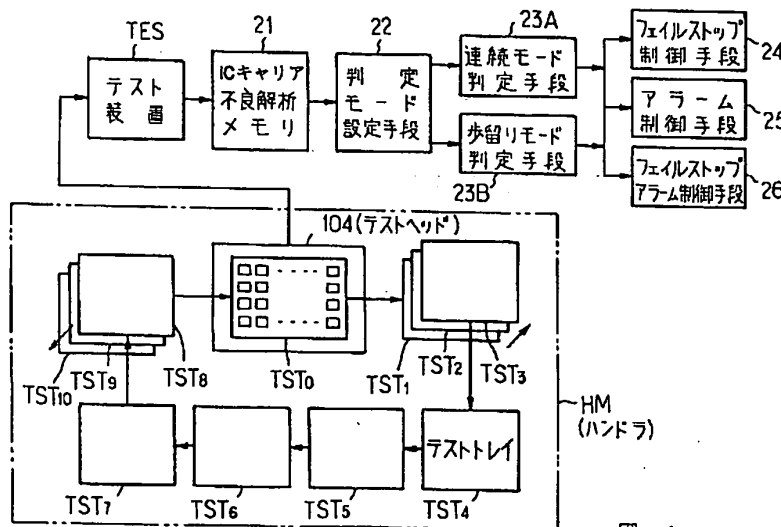 TES
21
22
23A
テスト
装置
ICキャリア
不良解析
メモリ
判定
モード
設定手段
連続モード
判定手段
フェイルストップ
制御手段
24
アラーム
制御手段
25
歩留りモード
判定手段
23B
フェイルストップ
アラーム制御手段
26
104(テストヘッド)
TST10
TST9
TST8
TST0
TST1
TST2
TST3
HM
(ハンドラ)
テストトレイ
TST7
TST6
TST5
TST4